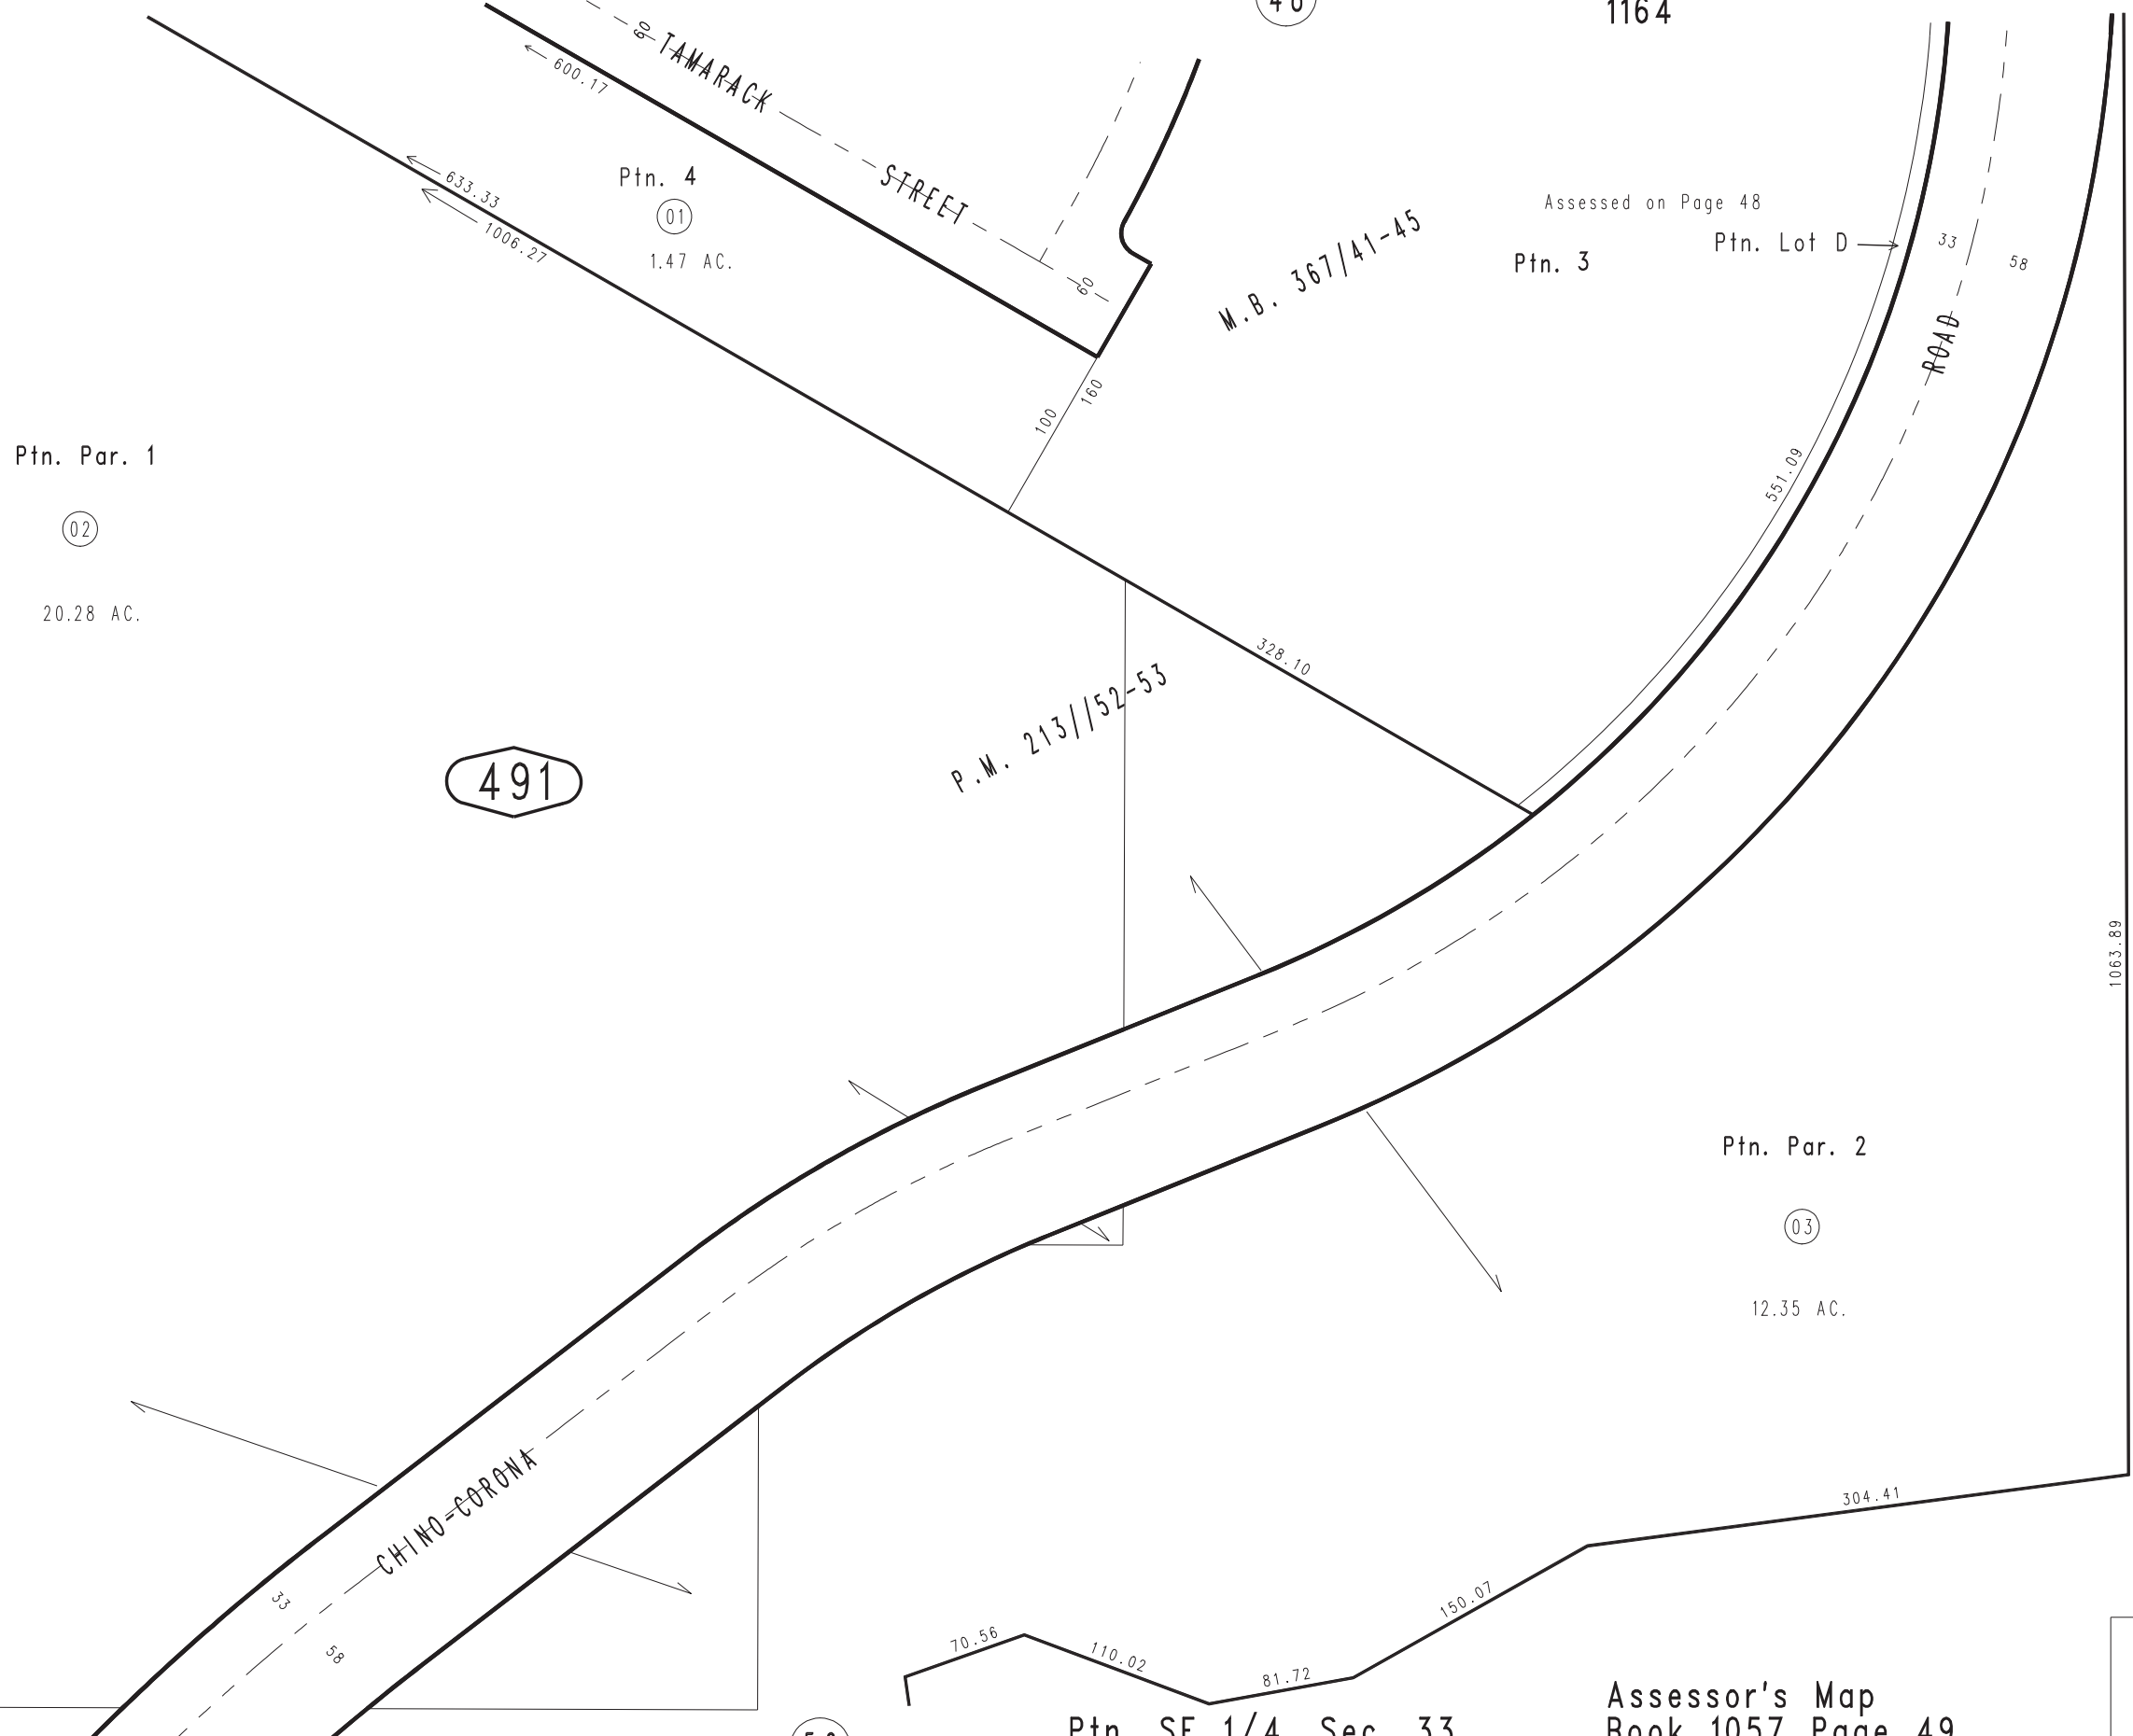 1164
60
TAMARACK STREET
600.17
633.33
1006.27
Ptn. 4
01
1.47 AC.
60
100
160
M.B. 367/41-45
Assessed on Page 48
Ptn. Lot D
Ptn. 3
33
58
ROAD
551.09
Ptn. Par. 1
02
20.28 AC.
328.10
P.M. 213//52-53
491
1063.89
Ptn. Par. 2
03
12.35 AC.
CHINO-CORONA
33
58
304.41
150.07
70.56
110.02
81.72
Assessor's Map
Book 1057 Page 49
Ptn. SE 1/4 Sec. 33